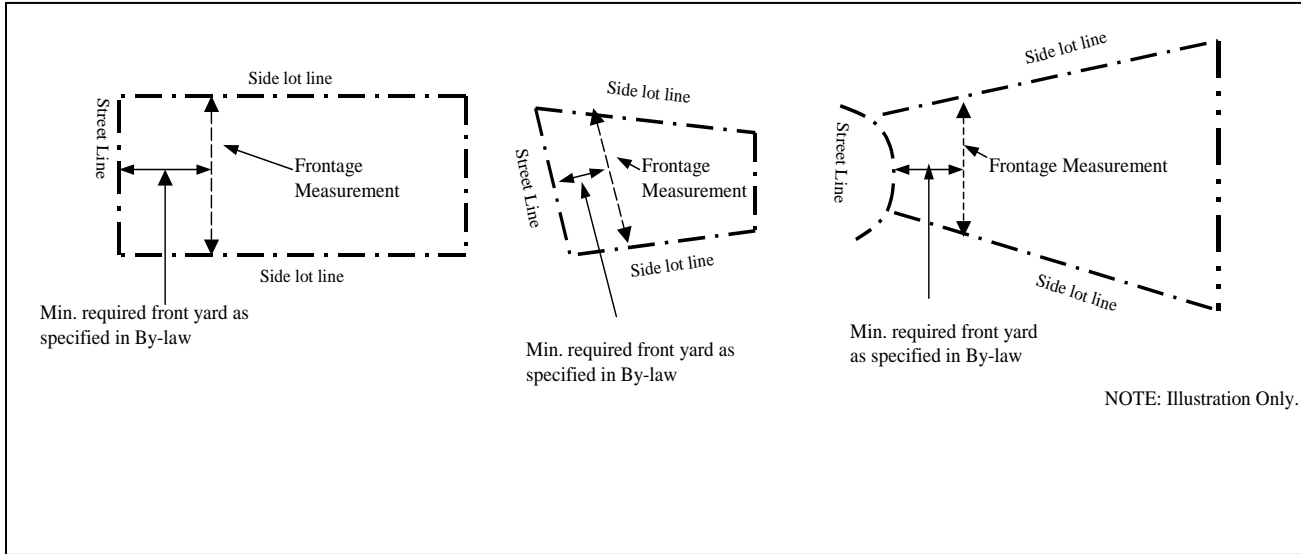 Side lot line
Street Line
Frontage
Measurement
Side lot line
Min. required front yard as
specified in By-law
Side lot line
Street Line
Frontage
Measurement
Side lot line
Min. required front yard as
specified in By-law
Side lot line
Street Line
Frontage Measurement
Side lot line
Min. required front yard
as specified in By-law
NOTE: Illustration Only.